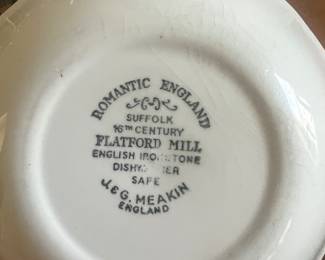 ROMANTIC ENGLAND
SUFFOLK
16TH CENTURY
FLATFORD MILL
ENGLISH IRONSTONE
SAFE
J.& G. MEAKIN
ENGLAND